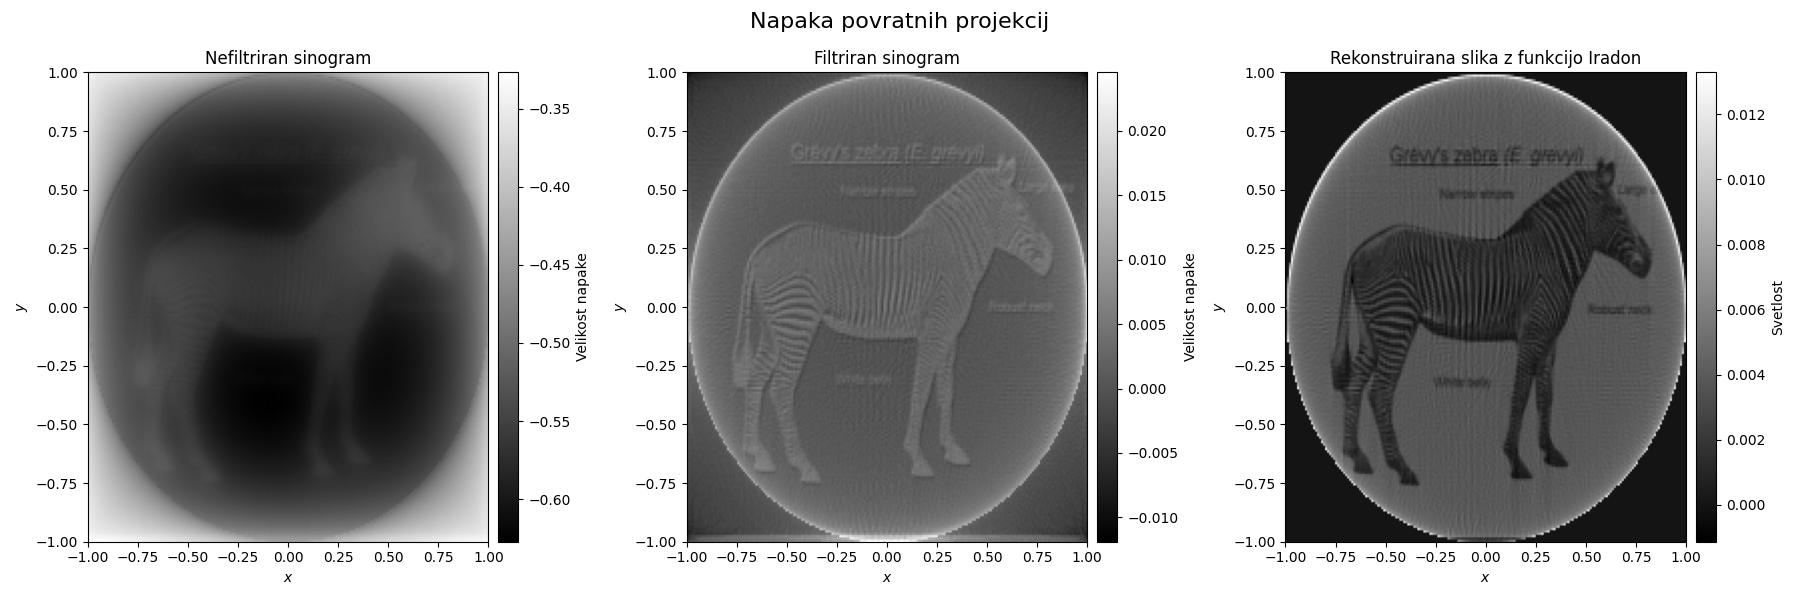 Napaka povratnih projekcij
Nefiltriran sinogram
1.00
0.75
0.50
0.25
0.00
−0.25
−0.50
−0.75
−1.00
y
−1.00 −0.75 −0.50 −0.25 0.00 0.25 0.50 0.75 1.00
x
−0.35
−0.40
−0.45
−0.50
−0.55
−0.60
Velikost napake
Filtriran sinogram
1.00
0.75
0.50
0.25
0.00
−0.25
−0.50
−0.75
−1.00
y
Grévy's zebra (E. grevyi)
Narrow stripes
Large ears
Robust neck
White belly
−1.00 −0.75 −0.50 −0.25 0.00 0.25 0.50 0.75 1.00
x
0.020
0.015
0.010
0.005
0.000
−0.005
−0.010
Velikost napake
Rekonstruirana slika z funkcijo Iradon
1.00
0.75
0.50
0.25
0.00
−0.25
−0.50
−0.75
−1.00
y
Grévy's zebra (E. grevyi)
Narrow stripes
Large
Robust neck
White belly
−1.00 −0.75 −0.50 −0.25 0.00 0.25 0.50 0.75 1.00
x
0.012
0.010
0.008
0.006
0.004
0.002
0.000
Svetlost